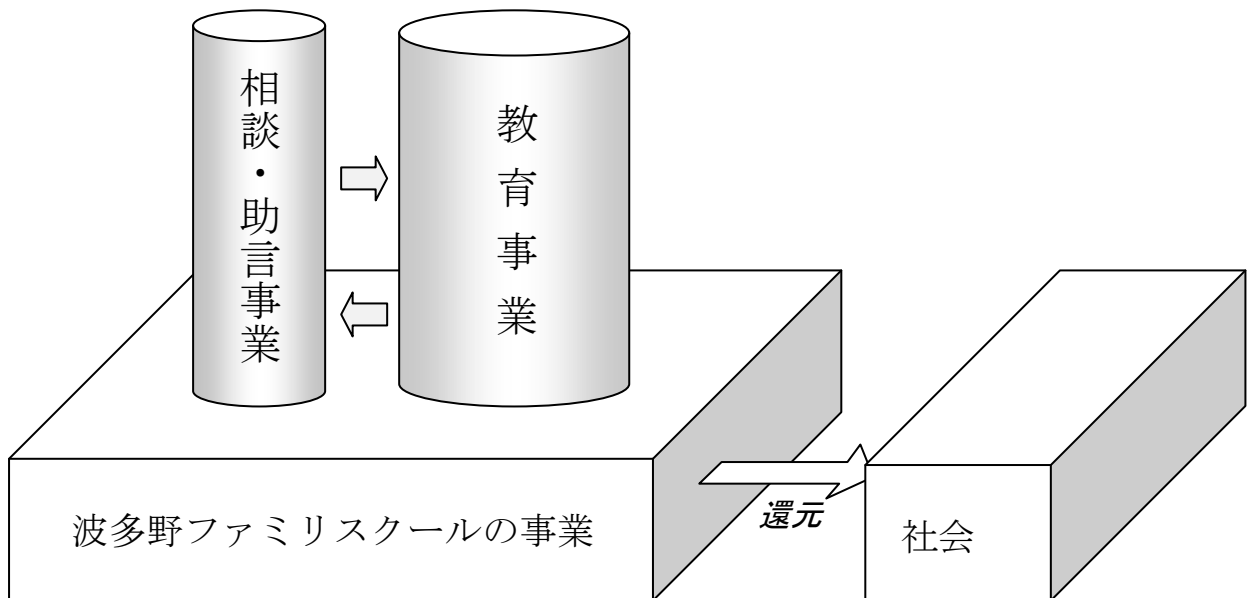 相談・助言事業
教育事業
波多野ファミリスクールの事業
還元
社会